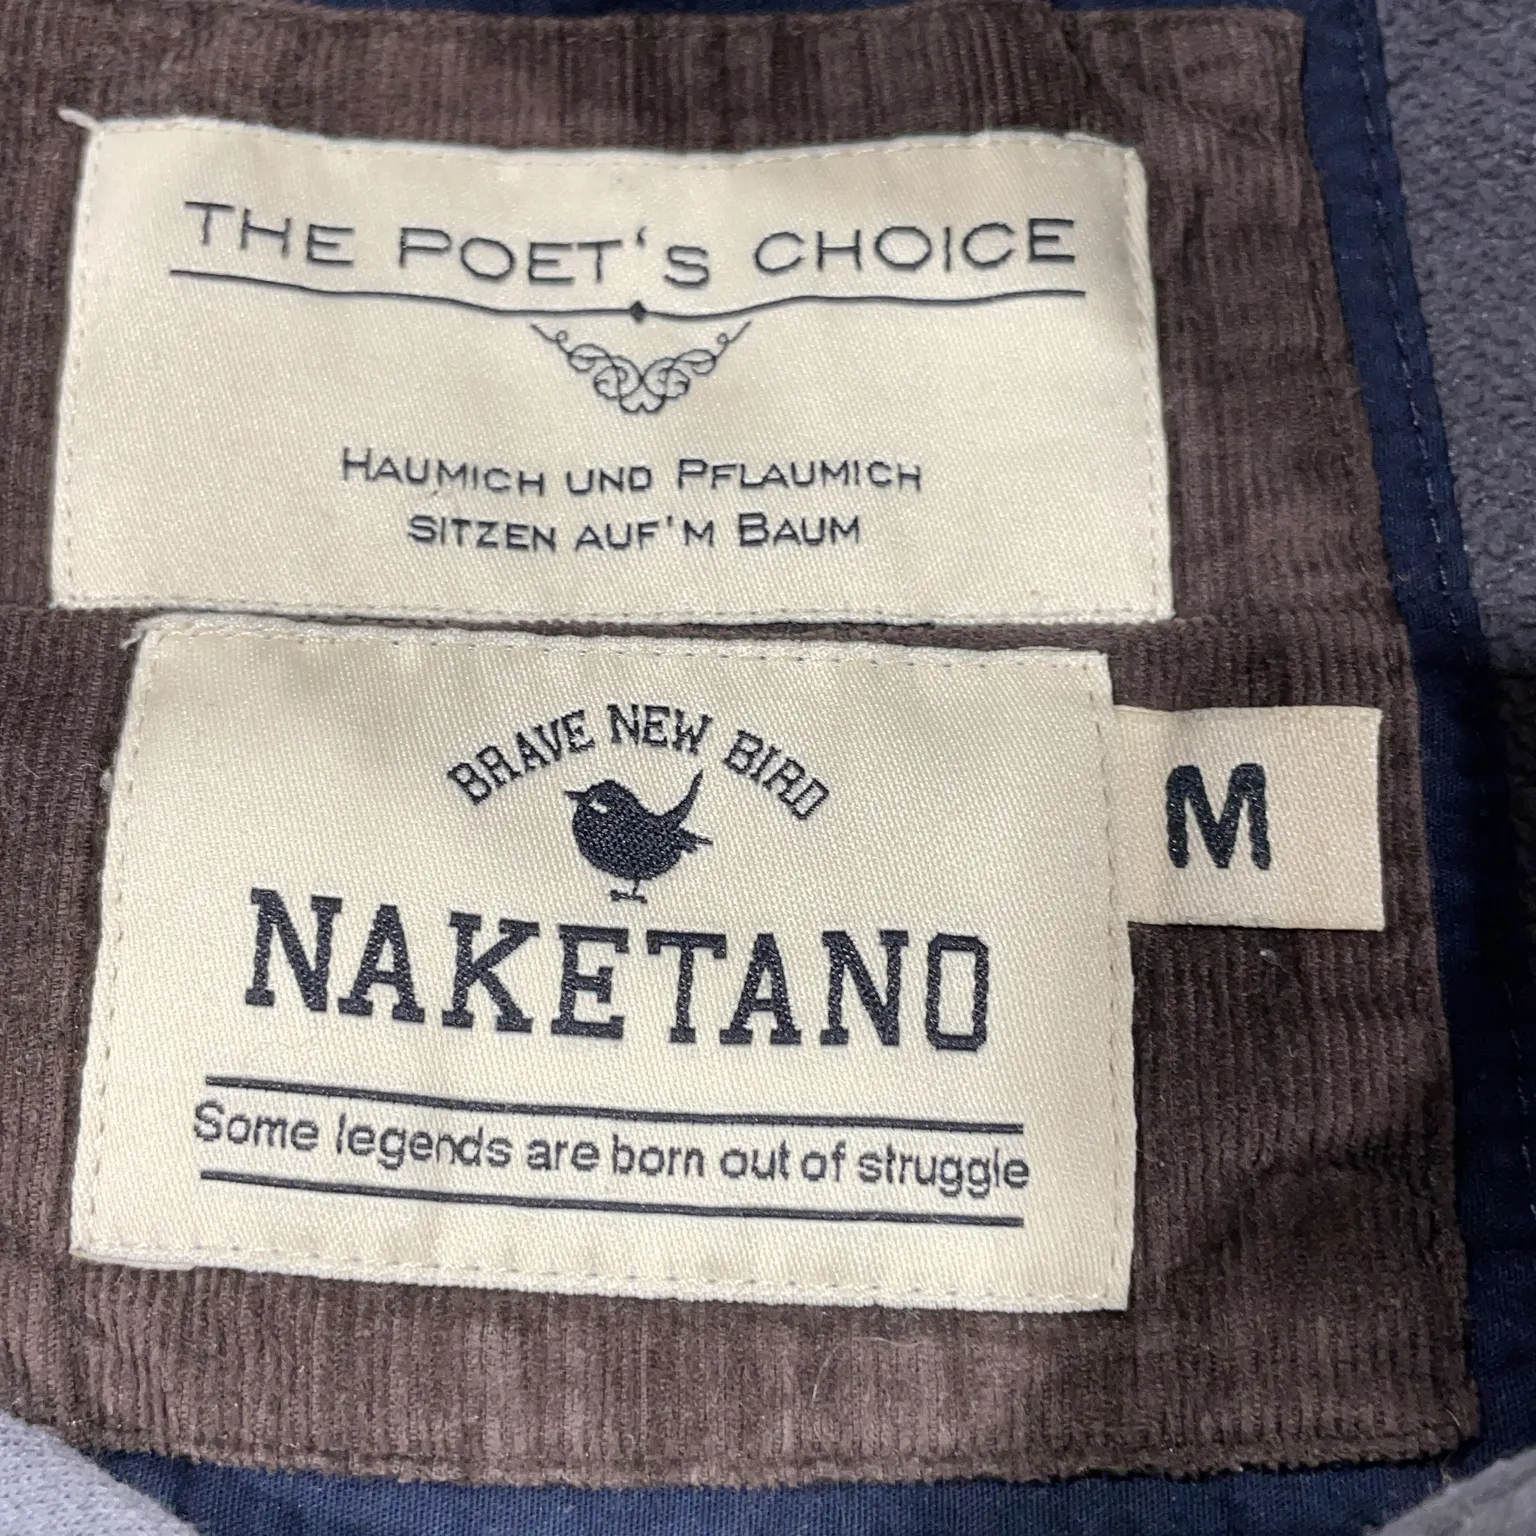 THE POET‘S CHOICE
HAUMICH UND PFLAUMICH
SITZEN AUF'M BAUM
BRAVE NEW BIRD
NAKETANO
M
Some legends are born out of struggle